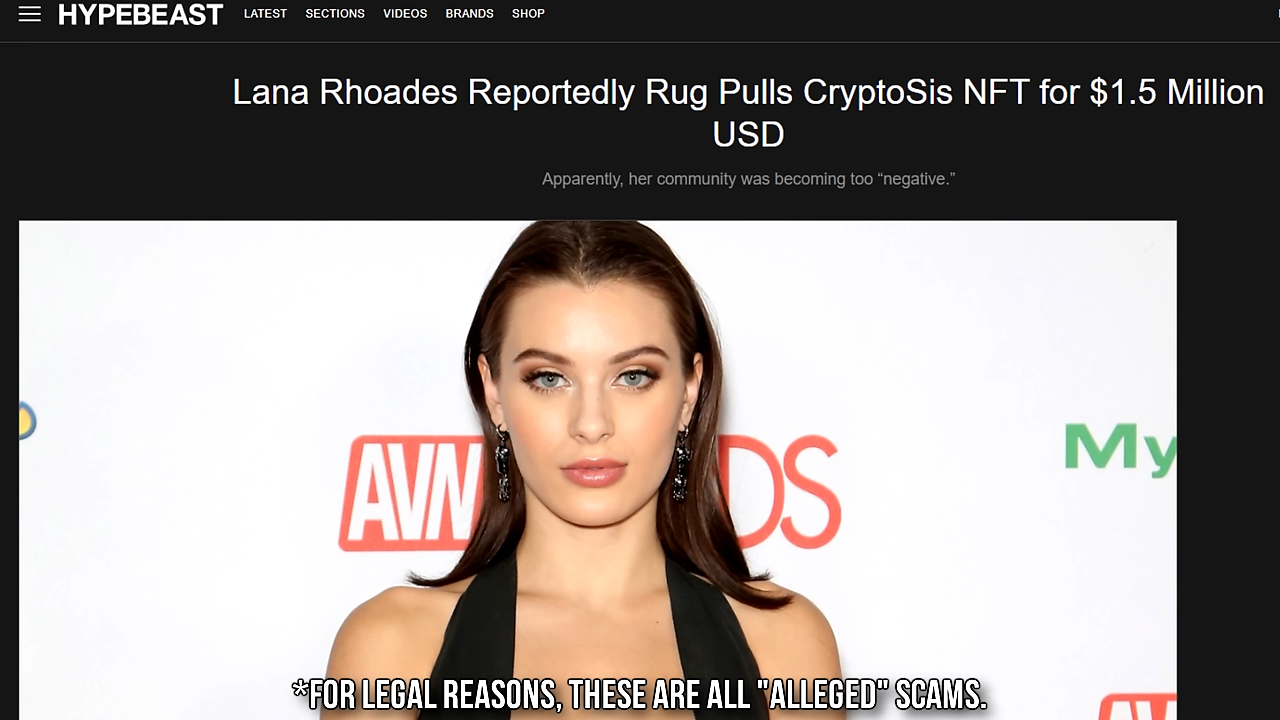 HYPEBEAST LATEST SECTIONS VIDEOS BRANDS SHOP
Lana Rhoades Reportedly Rug Pulls CryptoSis NFT for $1.5 Million
USD
Apparently, her community was becoming too “negative.”
My
AVN DS
*FOR LEGAL REASONS, THESE ARE ALL "ALLEGED" SCAMS.